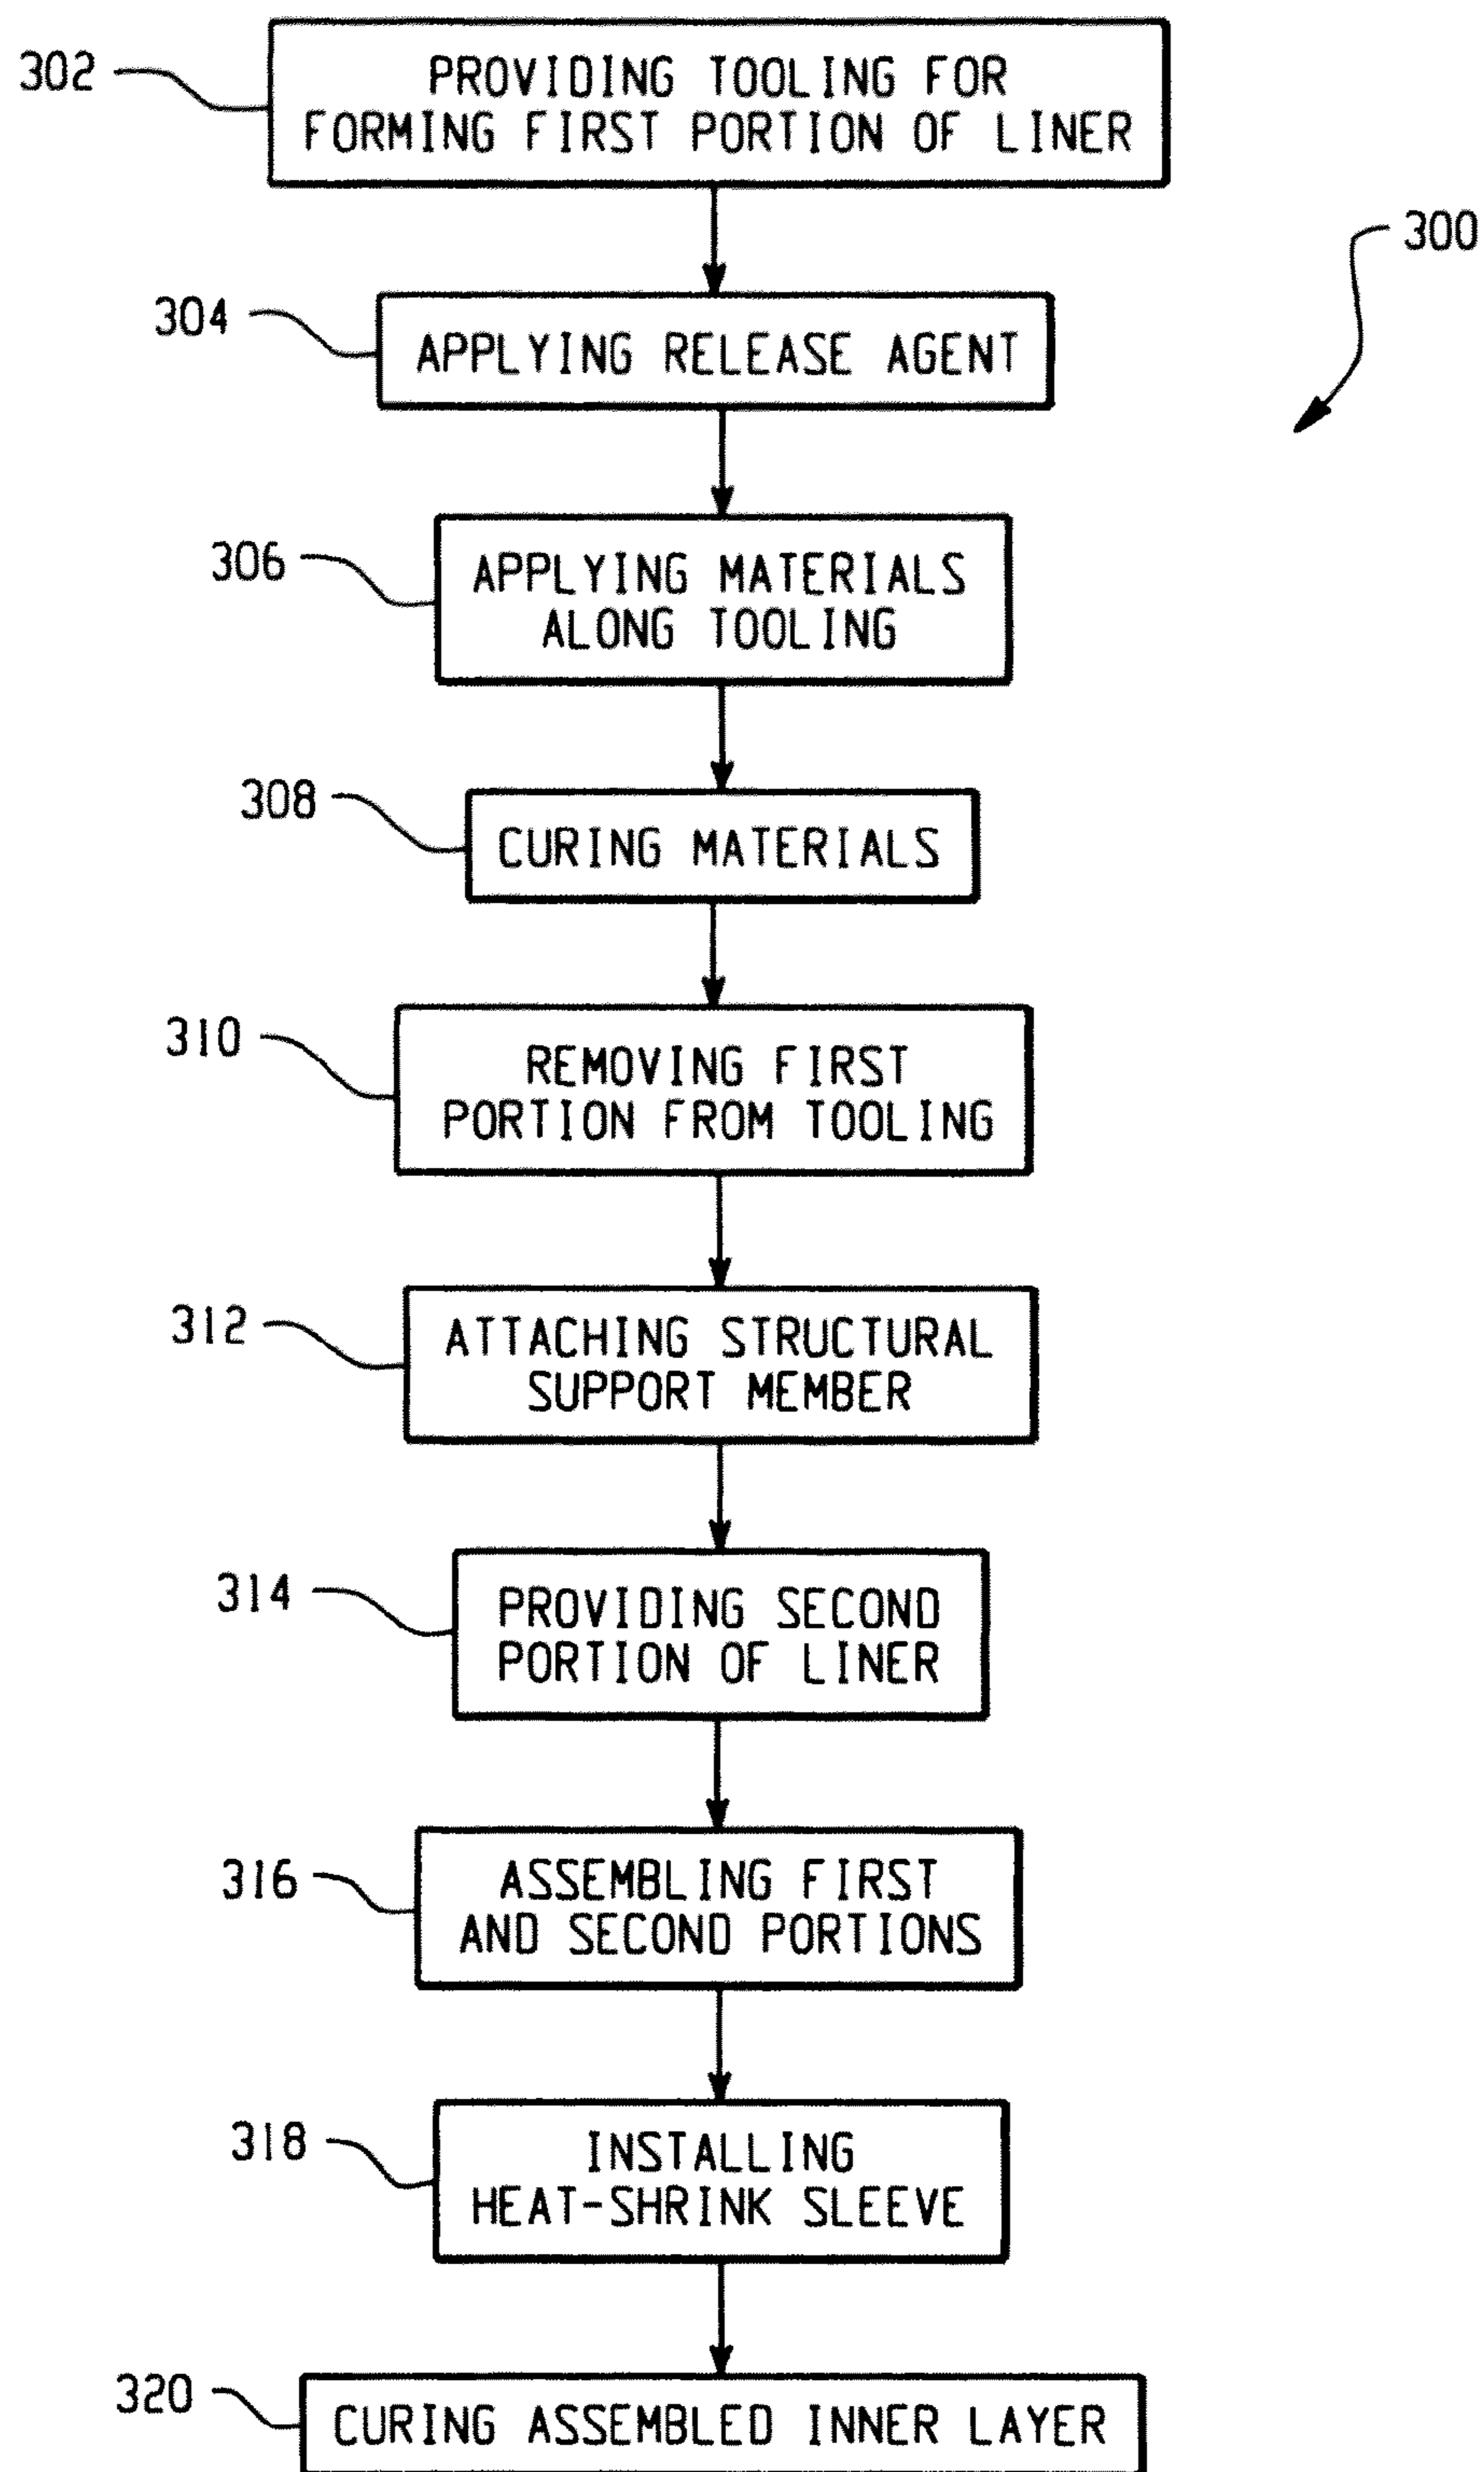 302
PROVIDING TOOLING FOR
FORMING FIRST PORTION OF LINER
300
304
APPLYING RELEASE AGENT
306
APPLYING MATERIALS
ALONG TOOLING
308
CURING MATERIALS
310
REMOVING FIRST
PORTION FROM TOOLING
312
ATTACHING STRUCTURAL
SUPPORT MEMBER
314
PROVIDING SECOND
PORTION OF LINER
316
ASSEMBLING FIRST
AND SECOND PORTIONS
318
INSTALLING
HEAT-SHRINK SLEEVE
320
CURING ASSEMBLED INNER LAYER